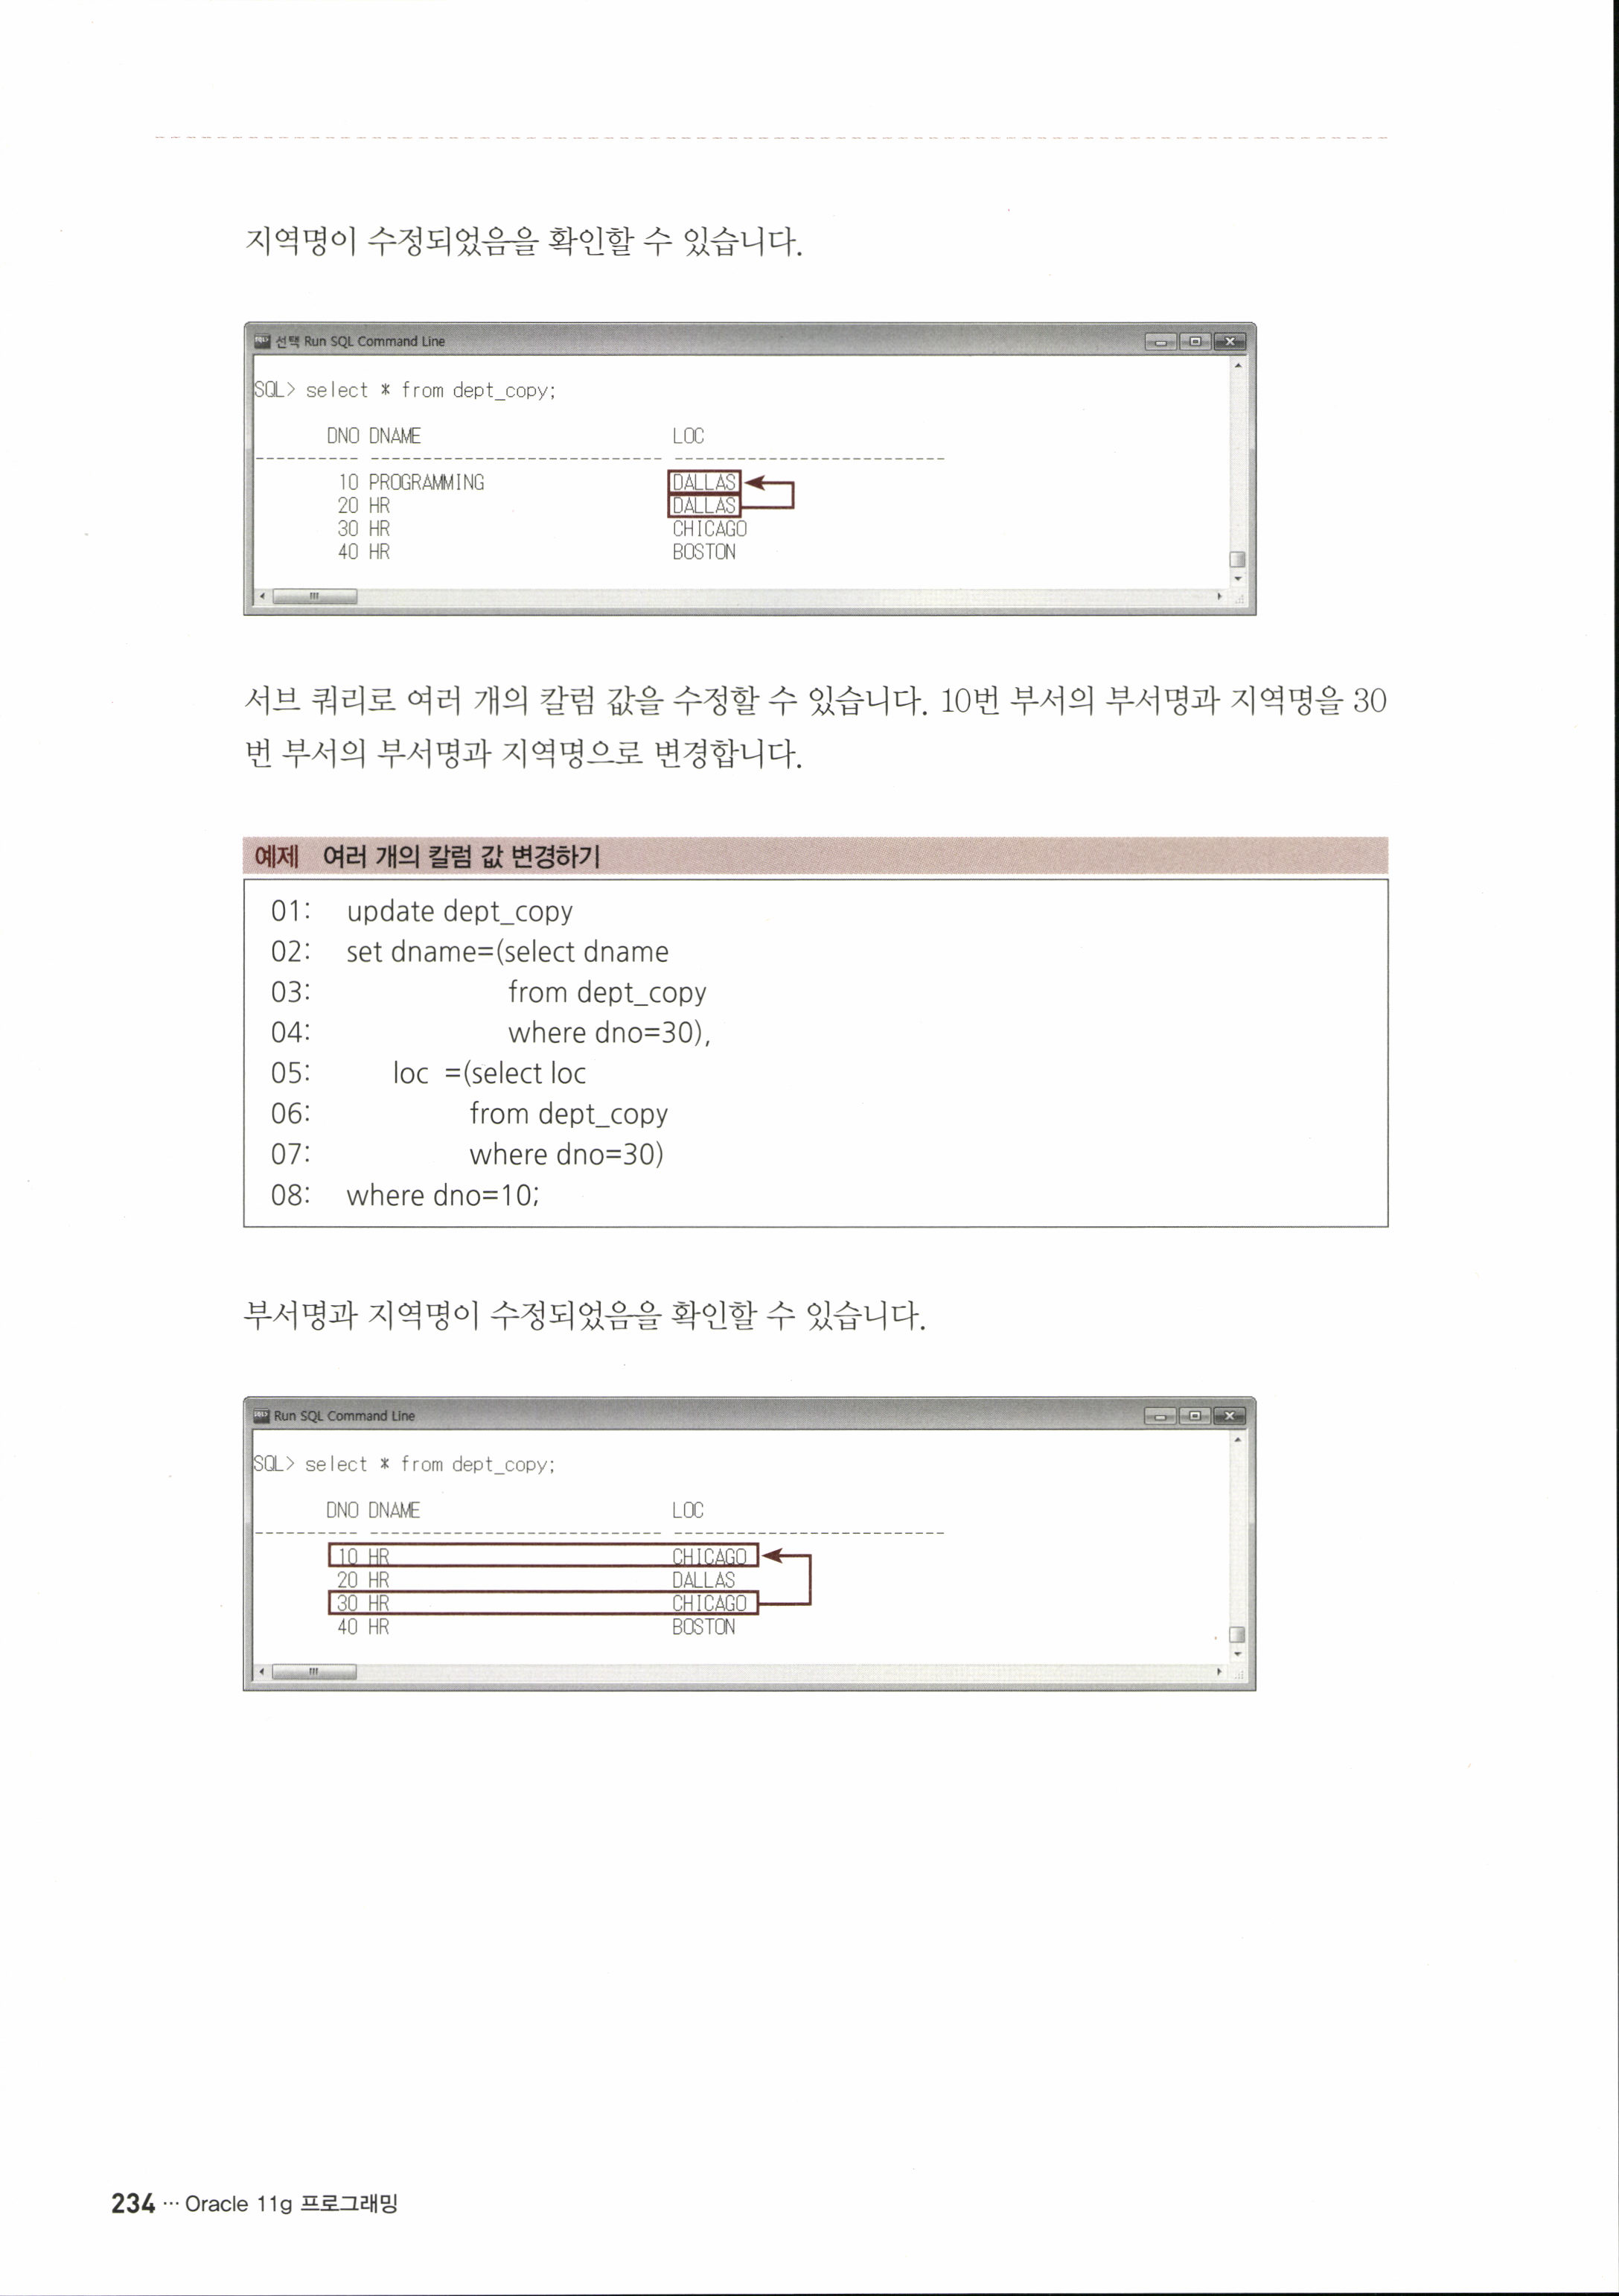 지역명이 수정되었음을 확인할 수 있습니다.
선택 Run SQL Command Line
SQL> select * from dept_copy;
DNO DNAME LOC
---------- ---------------------------- --------------------------
10 PROGRAMMING DALLAS
20 HR DALLAS
30 HR CHICAGO
40 HR BOSTON
서브 쿼리로 여러 개의 칼럼 값을 수정할 수 있습니다. 10번 부서의 부서명과 지역명을 30
번 부서의 부서명과 지역명으로 변경합니다.
예제 여러 개의 칼럼 값 변경하기
01: update dept_copy
02: set dname=(select dname
03: from dept_copy
04: where dno=30),
05: loc =(select loc
06: from dept_copy
07: where dno=30)
08: where dno=10;
부서명과 지역명이 수정되었음을 확인할 수 있습니다.
Run SQL Command Line
SQL> select * from dept_copy;
DNO DNAME LOC
---------- ---------------------------- --------------------------
10 HR CHICAGO
20 HR DALLAS
30 HR CHICAGO
40 HR BOSTON
234 ··· Oracle 11g 프로그래밍